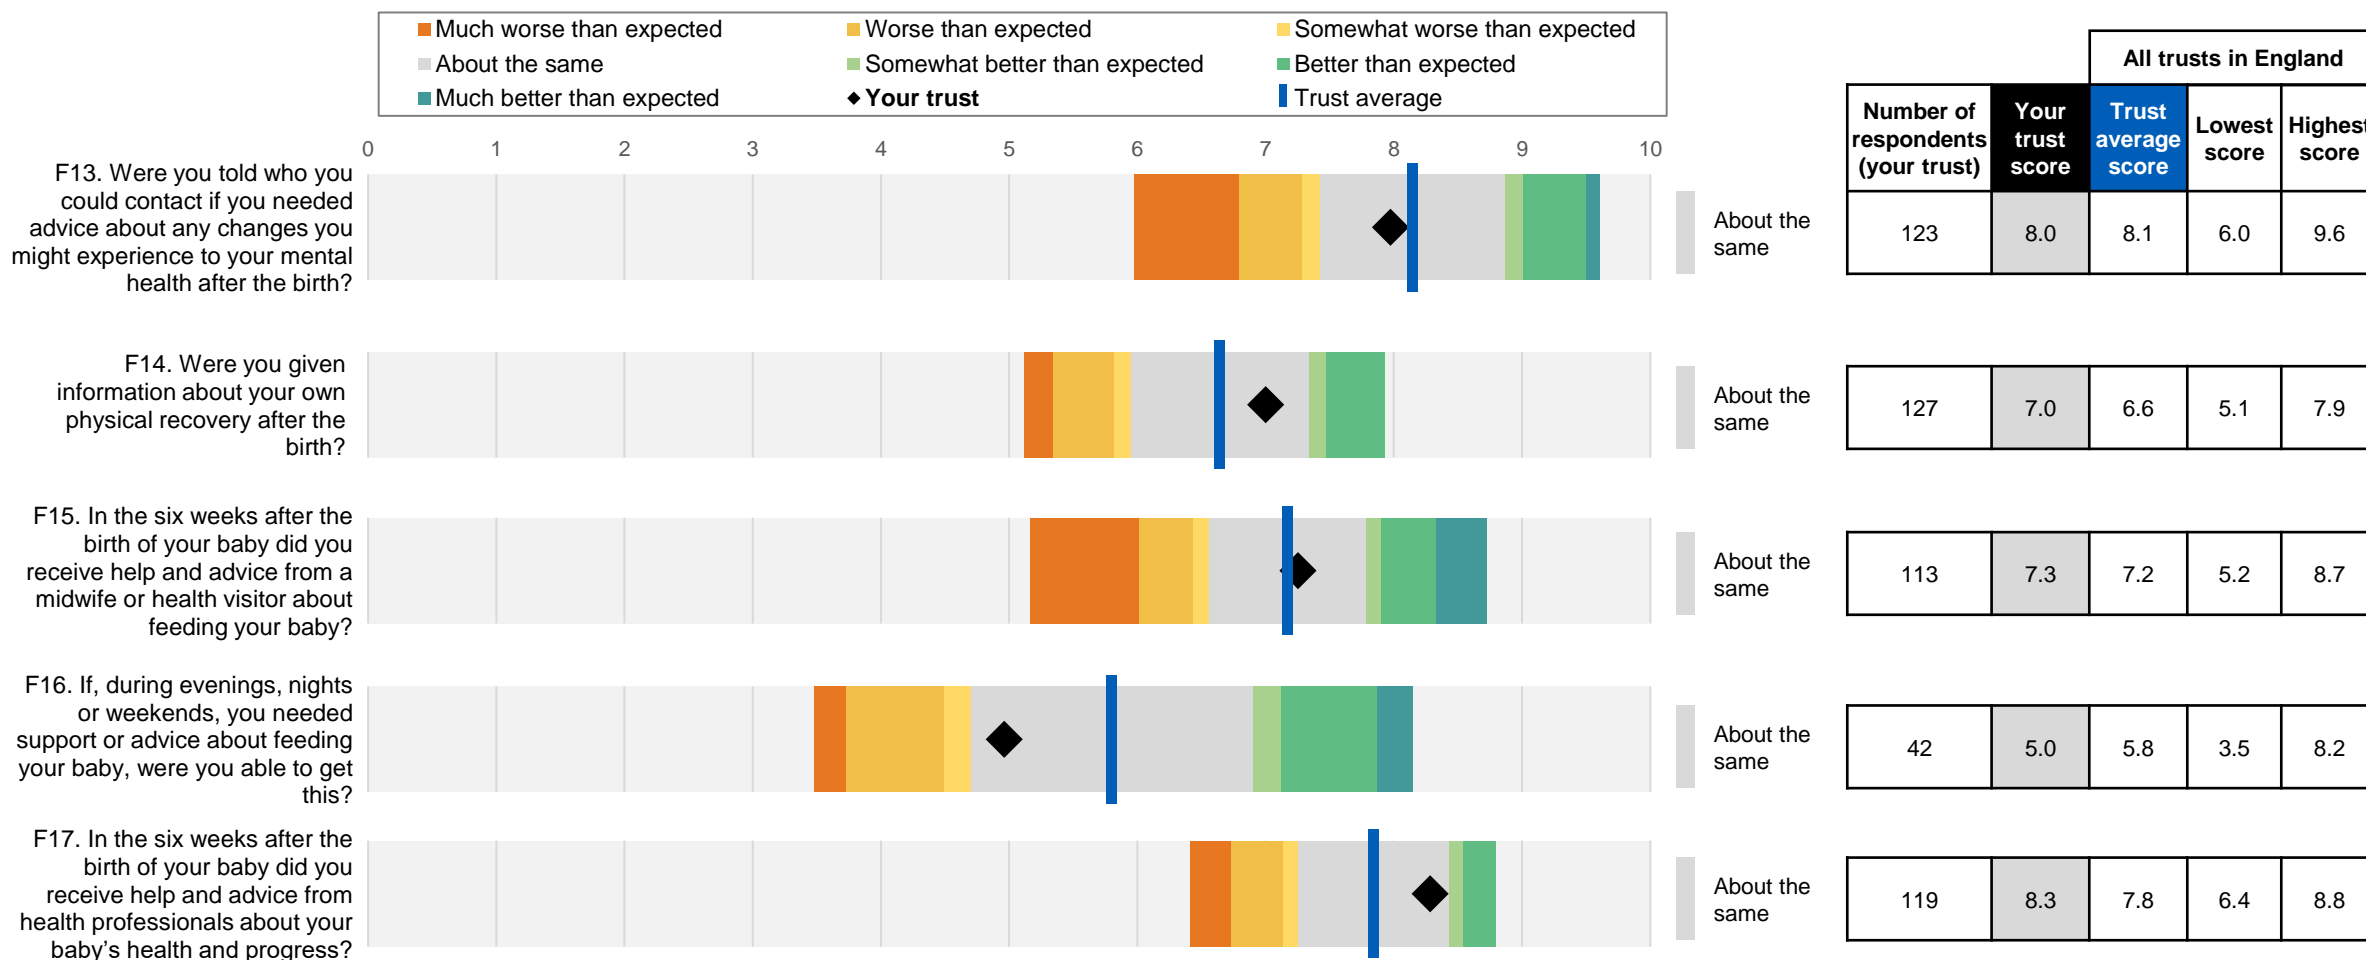 Much worse than expected
Worse than expected
Somewhat worse than expected
About the same
Somewhat better than expected
Better than expected
Much better than expected
Your trust
Trust average
All trusts in England
Number of
respondents
(your trust)
Your
trust
score
Trust
average
score
Lowest
score
Highest
score
0 1 2 3 4 5 6 7 8 9 10
F13. Were you told who you
could contact if you needed
advice about any changes you
might experience to your mental
health after the birth?
About the
same
123 8.0 8.1 6.0 9.6
F14. Were you given
information about your own
physical recovery after the
birth?
About the
same
127 7.0 6.6 5.1 7.9
F15. In the six weeks after the
birth of your baby did you
receive help and advice from a
midwife or health visitor about
feeding your baby?
About the
same
113 7.3 7.2 5.2 8.7
F16. If, during evenings, nights
or weekends, you needed
support or advice about feeding
your baby, were you able to get
this?
About the
same
42 5.0 5.8 3.5 8.2
F17. In the six weeks after the
birth of your baby did you
receive help and advice from
health professionals about your
baby’s health and progress?
About the
same
119 8.3 7.8 6.4 8.8